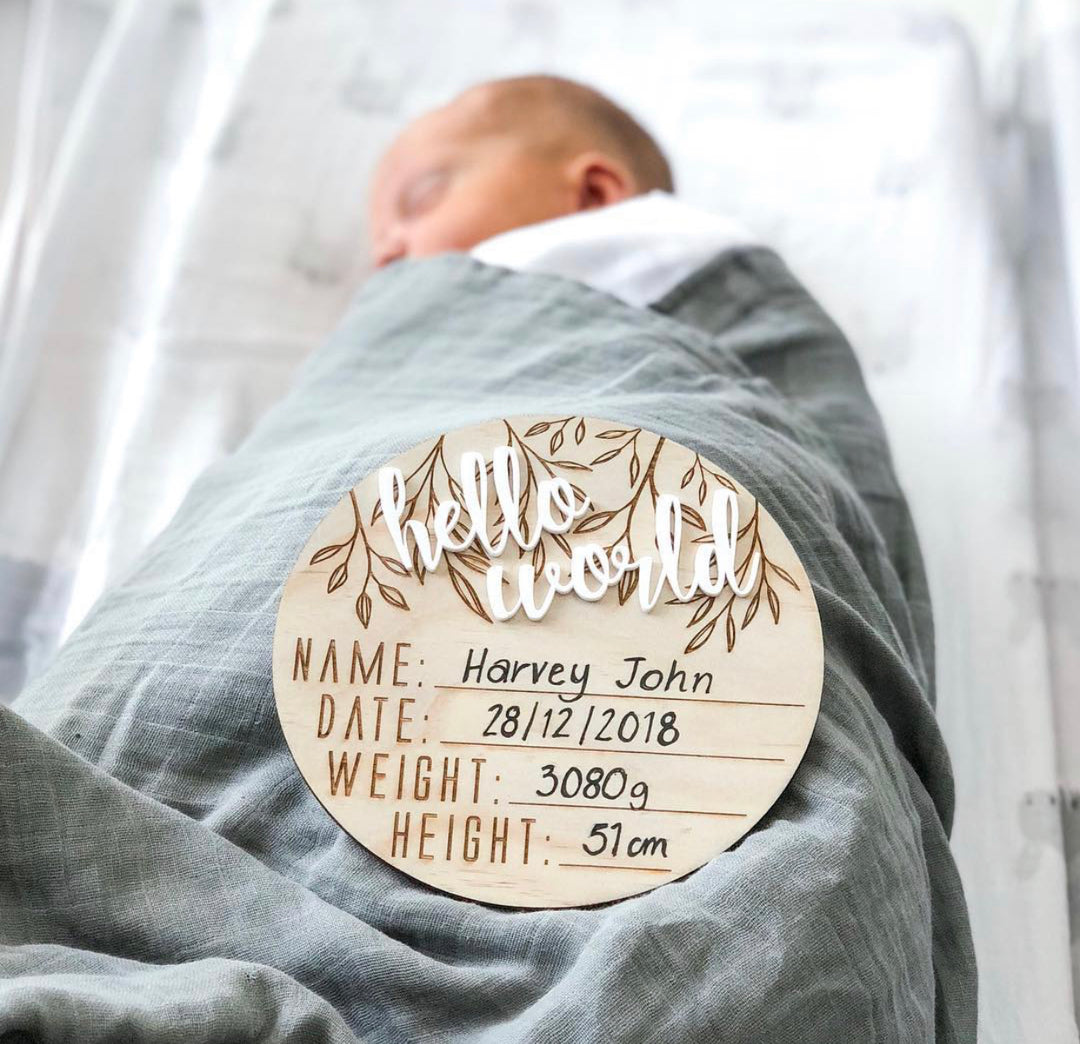 hello
world
NAME: Harvey John
DATE: 28/12/2018
WEIGHT: 3080g
HEIGHT: 51cm